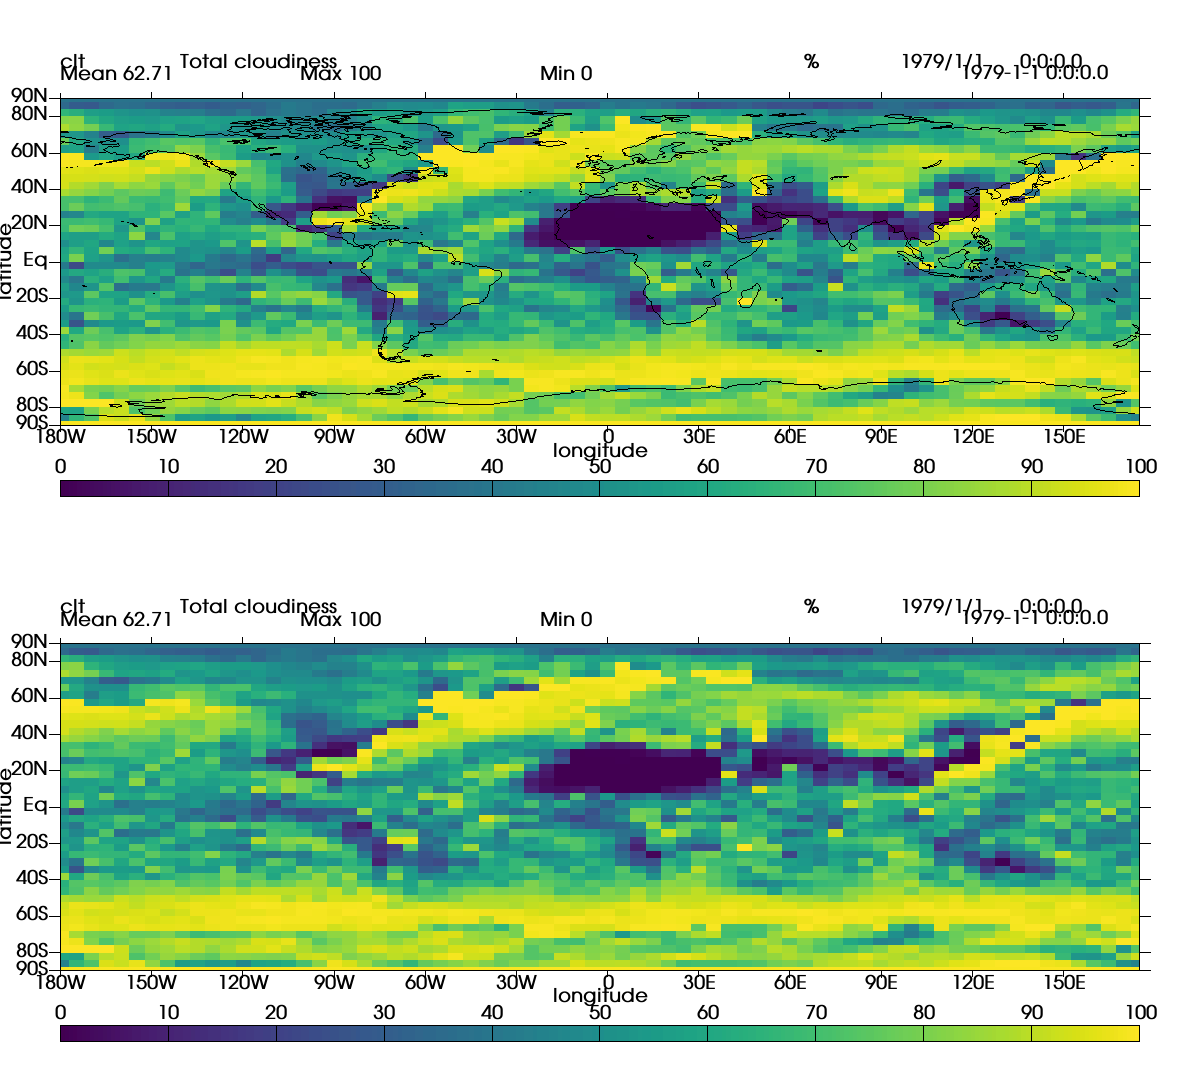 clt Total cloudiness % 1979/1/1 0:0:0.0
Mean 62.71 Max 100 Min 0 1979-1-1 0:0:0.0
90N
80N
60N
40N
20N
Eq
20S
40S
60S
80S
90S
latitude
180W 150W 120W 90W 60W 30W 0 30E 60E 90E 120E 150E
longitude
0 10 20 30 40 50 60 70 80 90 100
clt Total cloudiness % 1979/1/1 0:0:0.0
Mean 62.71 Max 100 Min 0 1979-1-1 0:0:0.0
90N
80N
60N
40N
20N
Eq
20S
40S
60S
80S
90S
latitude
180W 150W 120W 90W 60W 30W 0 30E 60E 90E 120E 150E
longitude
0 10 20 30 40 50 60 70 80 90 100